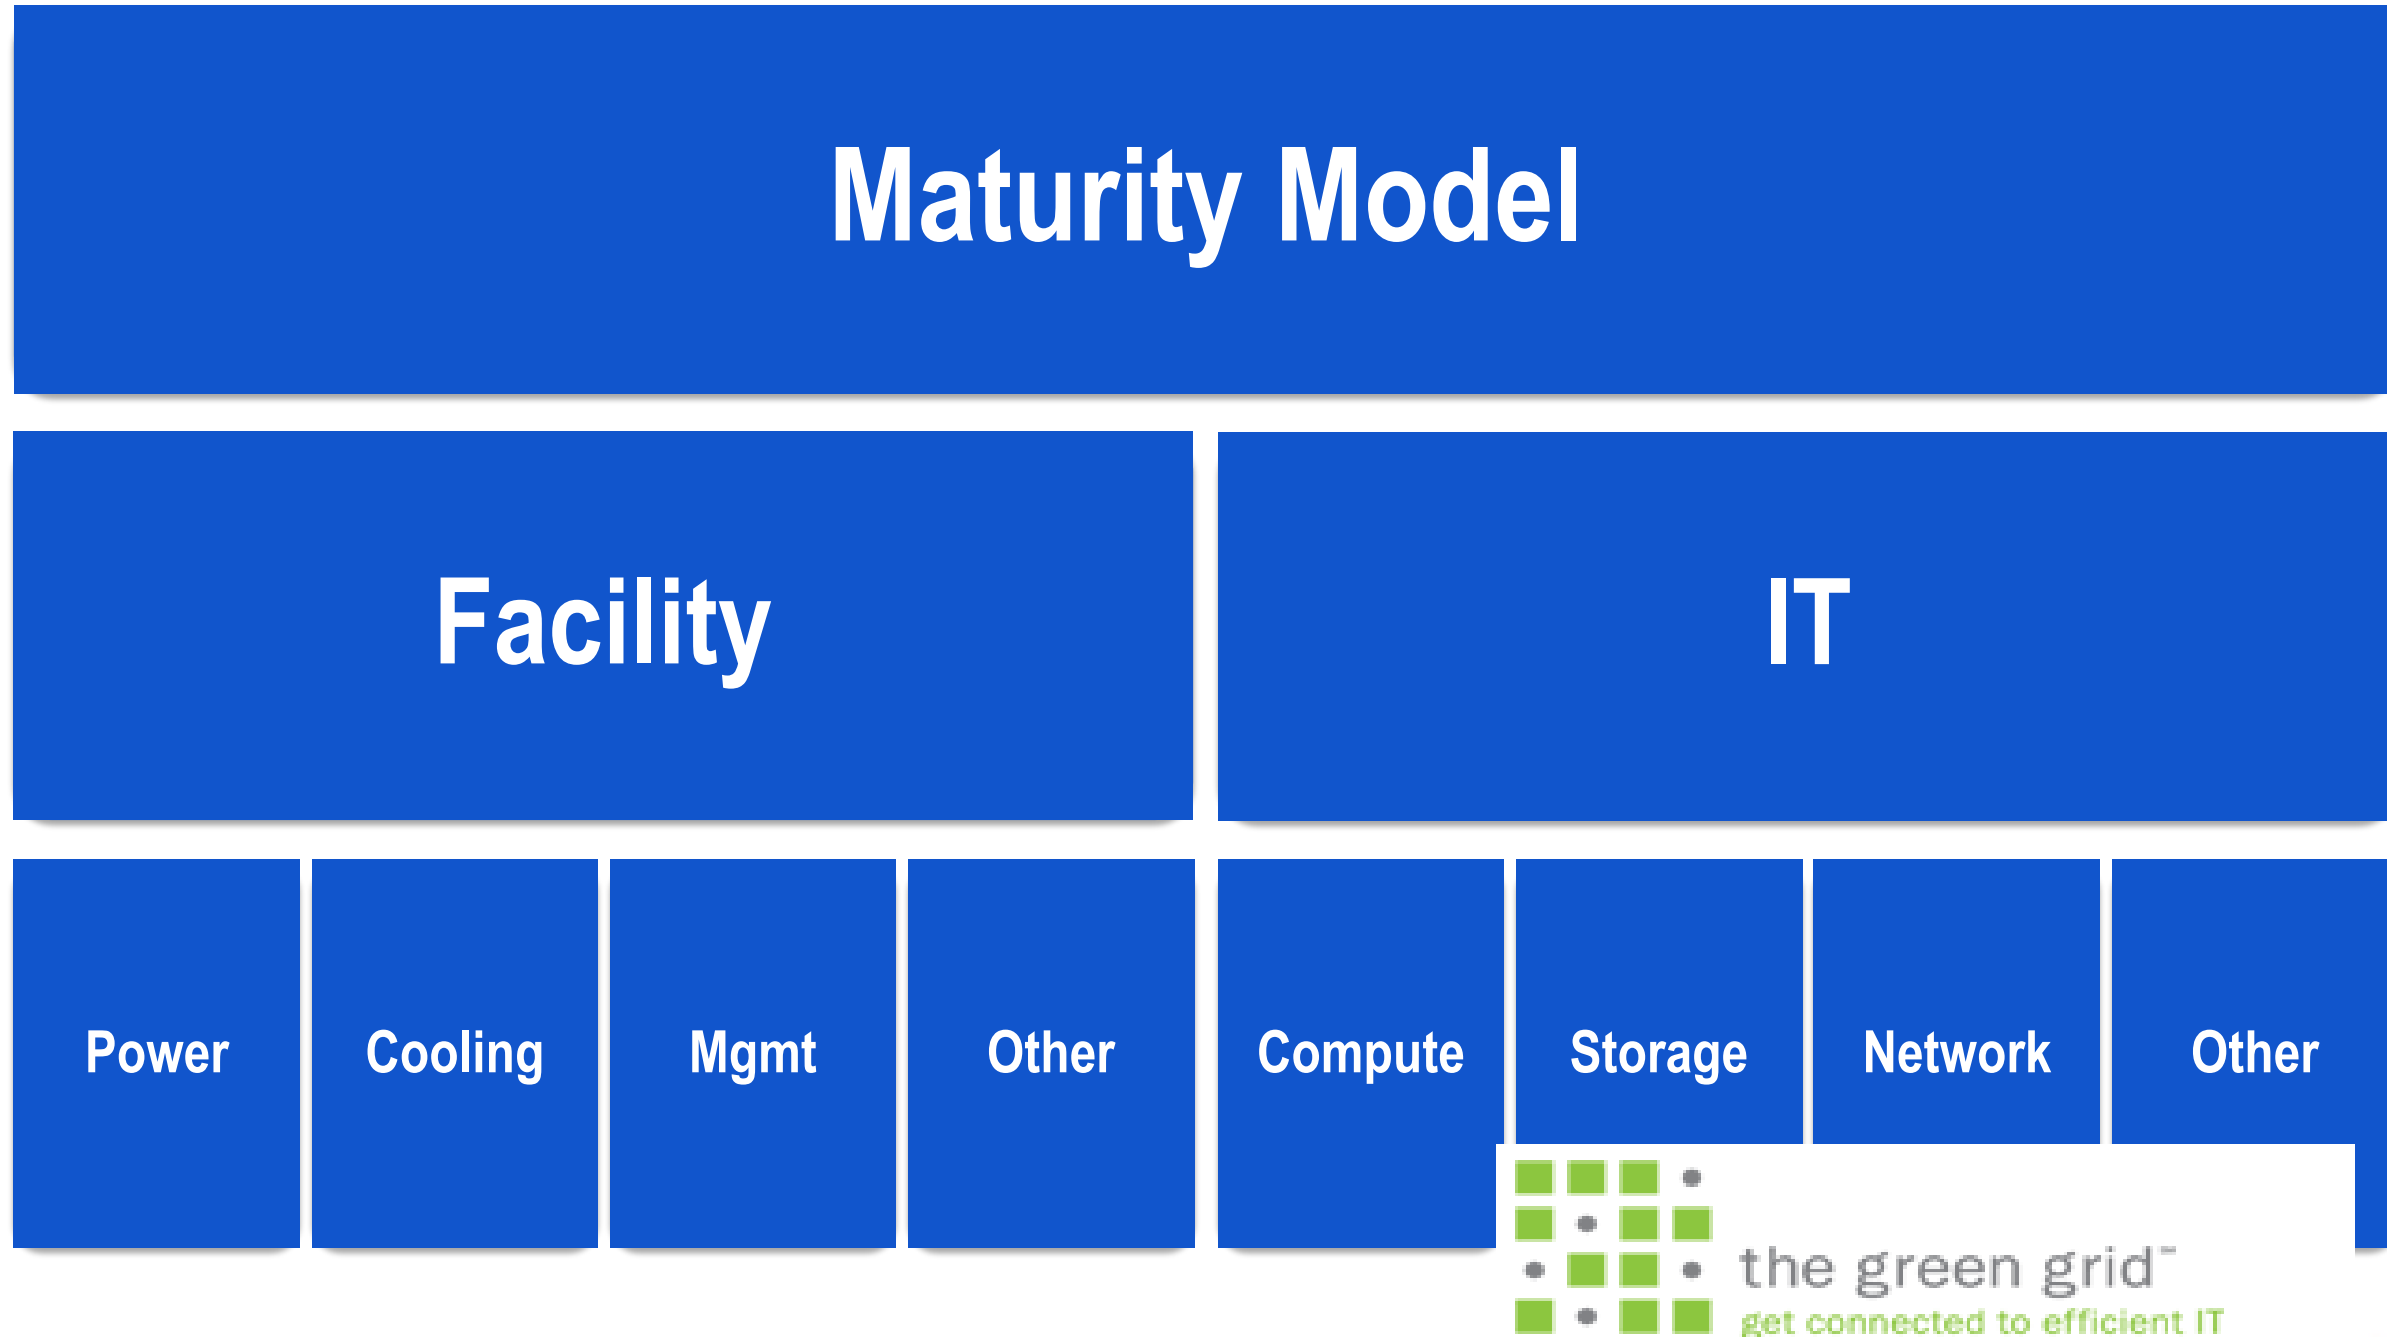 Maturity Model
Facility
IT
Power
Cooling
Mgmt
Other
Compute
Storage
Network
Other
the green grid™
get connected to efficient IT